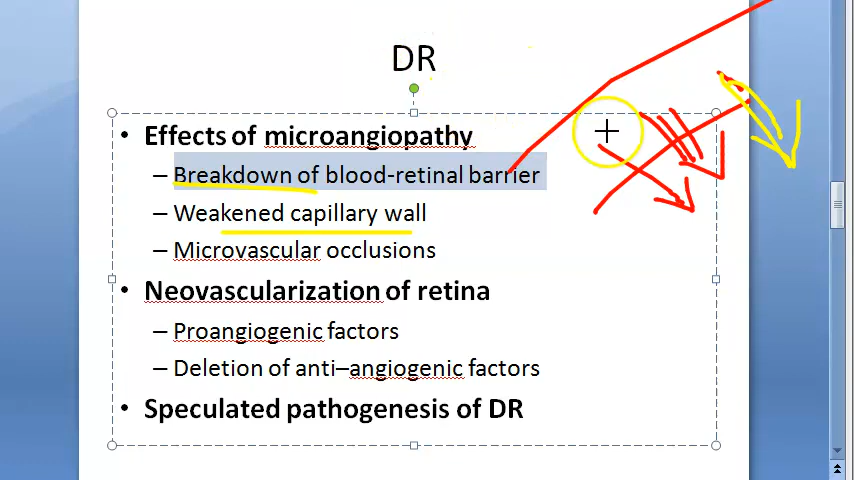 DR
• Effects of microangiopathy
– Breakdown of blood-retinal barrier
– Weakened capillary wall
– Microvascular occlusions
• Neovascularization of retina
– Proangiogenic factors
– Deletion of anti–angiogenic factors
• Speculated pathogenesis of DR